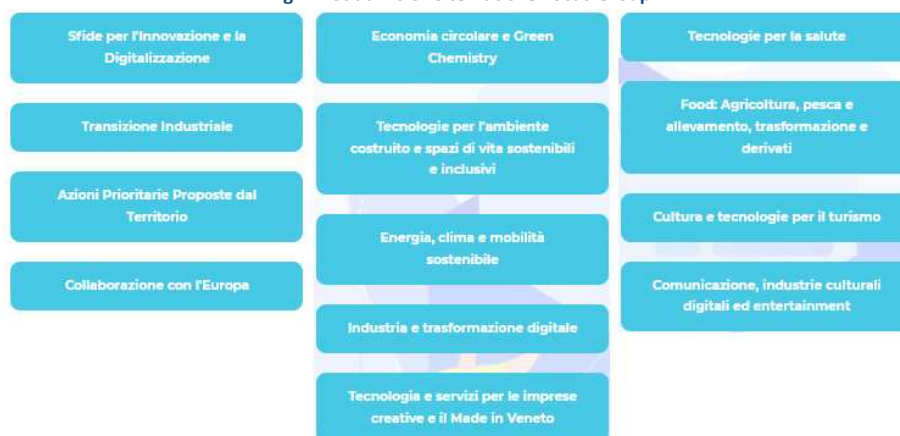 Sfide per l'Innovazione e la
Digitalizzazione
Transizione Industriale
Azioni Prioritarie Proposte dal
Territorio
Collaborazione con l'Europa
Economia circolare e Green
Chemistry
Tecnologie per l'ambiente
costruito e spazi di vita sostenibili
e inclusivi
Energia, clima e mobilità
sostenibile
Industria e trasformazione digitale
Tecnologia e servizi per le imprese
creative e il Made in Veneto
Tecnologie per la salute
Food: Agricoltura, pesca e
allevamento, trasformazione e
derivati
Cultura e tecnologie per il turismo
Comunicazione, industrie culturali
digitali ed entertainment